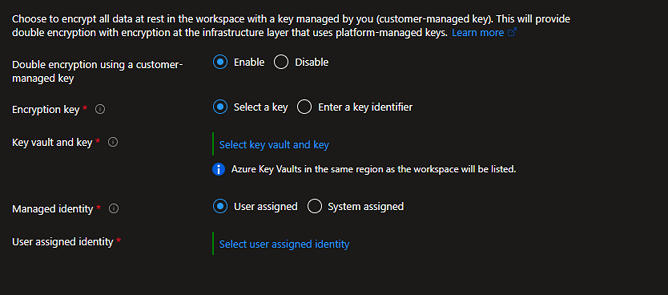 Choose to encrypt all data at rest in the workspace with a key managed by you (customer-managed key). This will provide
double encryption with encryption at the infrastructure layer that uses platform-managed keys. Learn more
Double encryption using a customer-
managed key
Enable Disable
Encryption key *
Select a key Enter a key identifier
Key vault and key *
Select key vault and key
Azure Key Vaults in the same region as the workspace will be listed.
Managed identity *
User assigned System assigned
User assigned identity *
Select user assigned identity